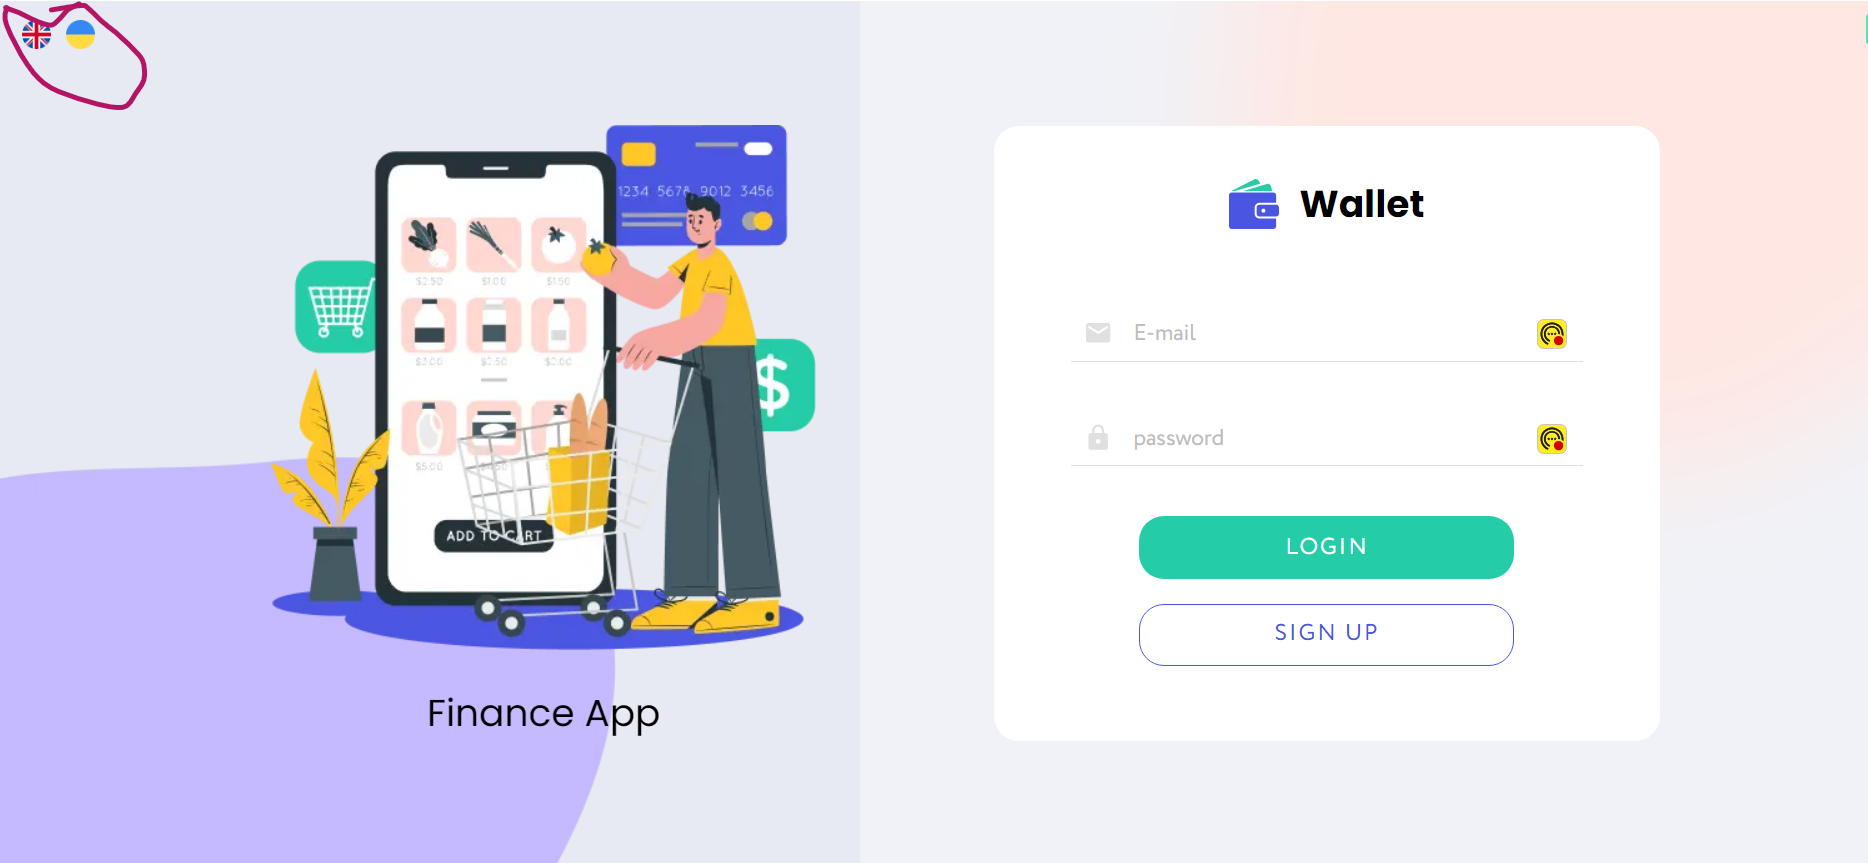 1234 5678 9012 3456
Wallet
$2.50 $1.00 $1.50
E-mail
$3.00 $2.50 $2.00
$
password
$5.00
ADD TO CART
LOGIN
SIGN UP
Finance App